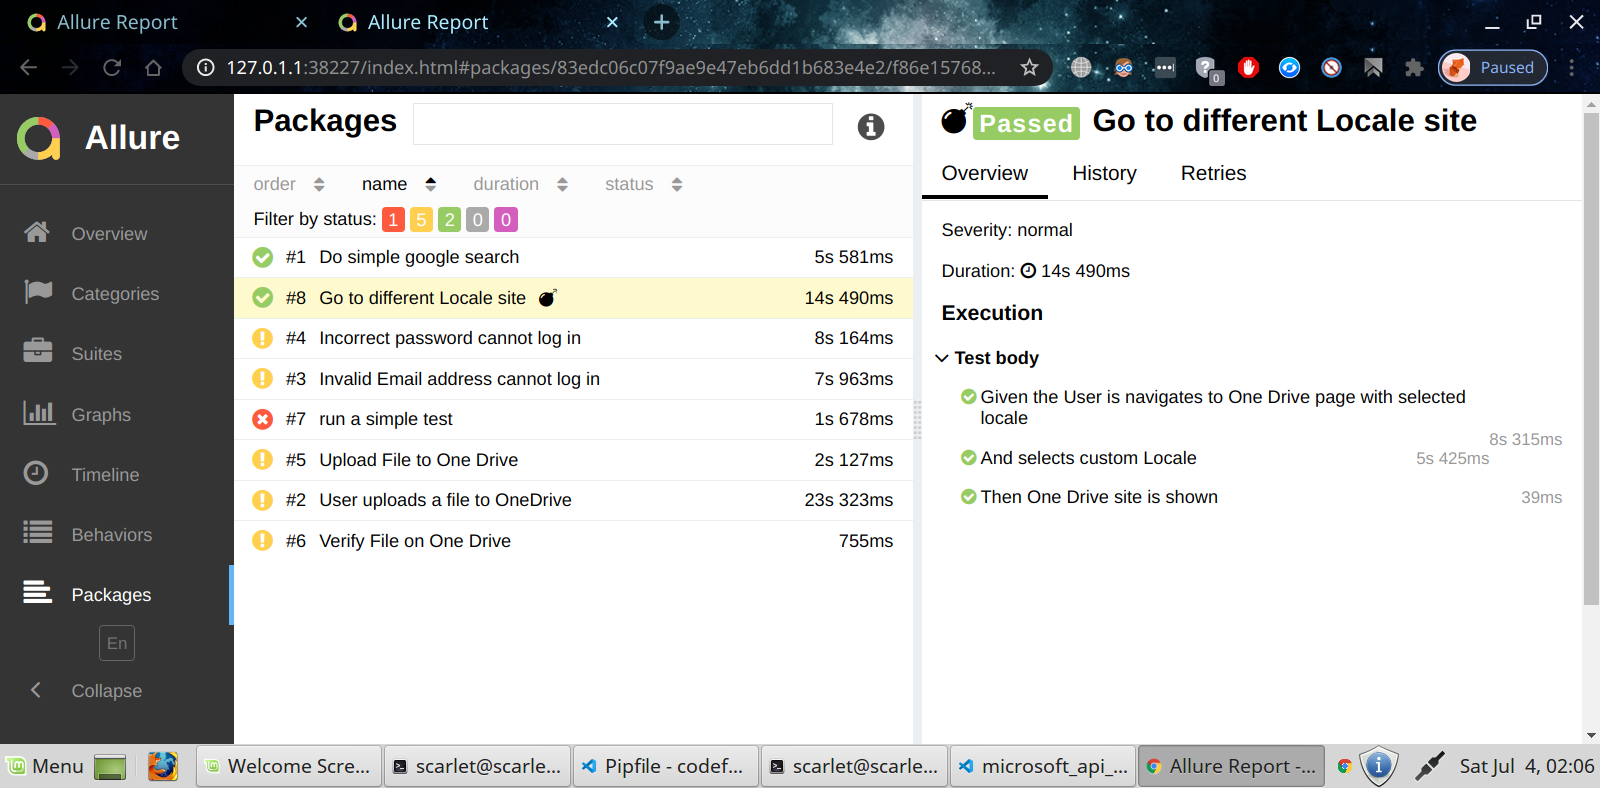 Allure Report
Allure Report
127.0.1.1:38227/index.html#packages/83edc06c07f9ae9e47eb6dd1b683e4e2/f86e15768...
0
Paused
Allure
Overview
Categories
Suites
Graphs
Timeline
Behaviors
Packages
En
Collapse
Packages
order name duration status
Filter by status: 1 5 2 0 0
#1 Do simple google search 5s 581ms
#8 Go to different Locale site 14s 490ms
#4 Incorrect password cannot log in 8s 164ms
#3 Invalid Email address cannot log in 7s 963ms
#7 run a simple test 1s 678ms
#5 Upload File to One Drive 2s 127ms
#2 User uploads a file to OneDrive 23s 323ms
#6 Verify File on One Drive 755ms
Passed Go to different Locale site
Overview History Retries
Severity: normal
Duration: 14s 490ms
Execution
Test body
Given the User is navigates to One Drive page with selected
locale
8s 315ms
And selects custom Locale 5s 425ms
Then One Drive site is shown 39ms
Menu
Welcome Scre...
scarlet@scarle...
Pipfile - codef...
scarlet@scarle...
microsoft_api_...
Allure Report -...
Sat Jul 4, 02:06